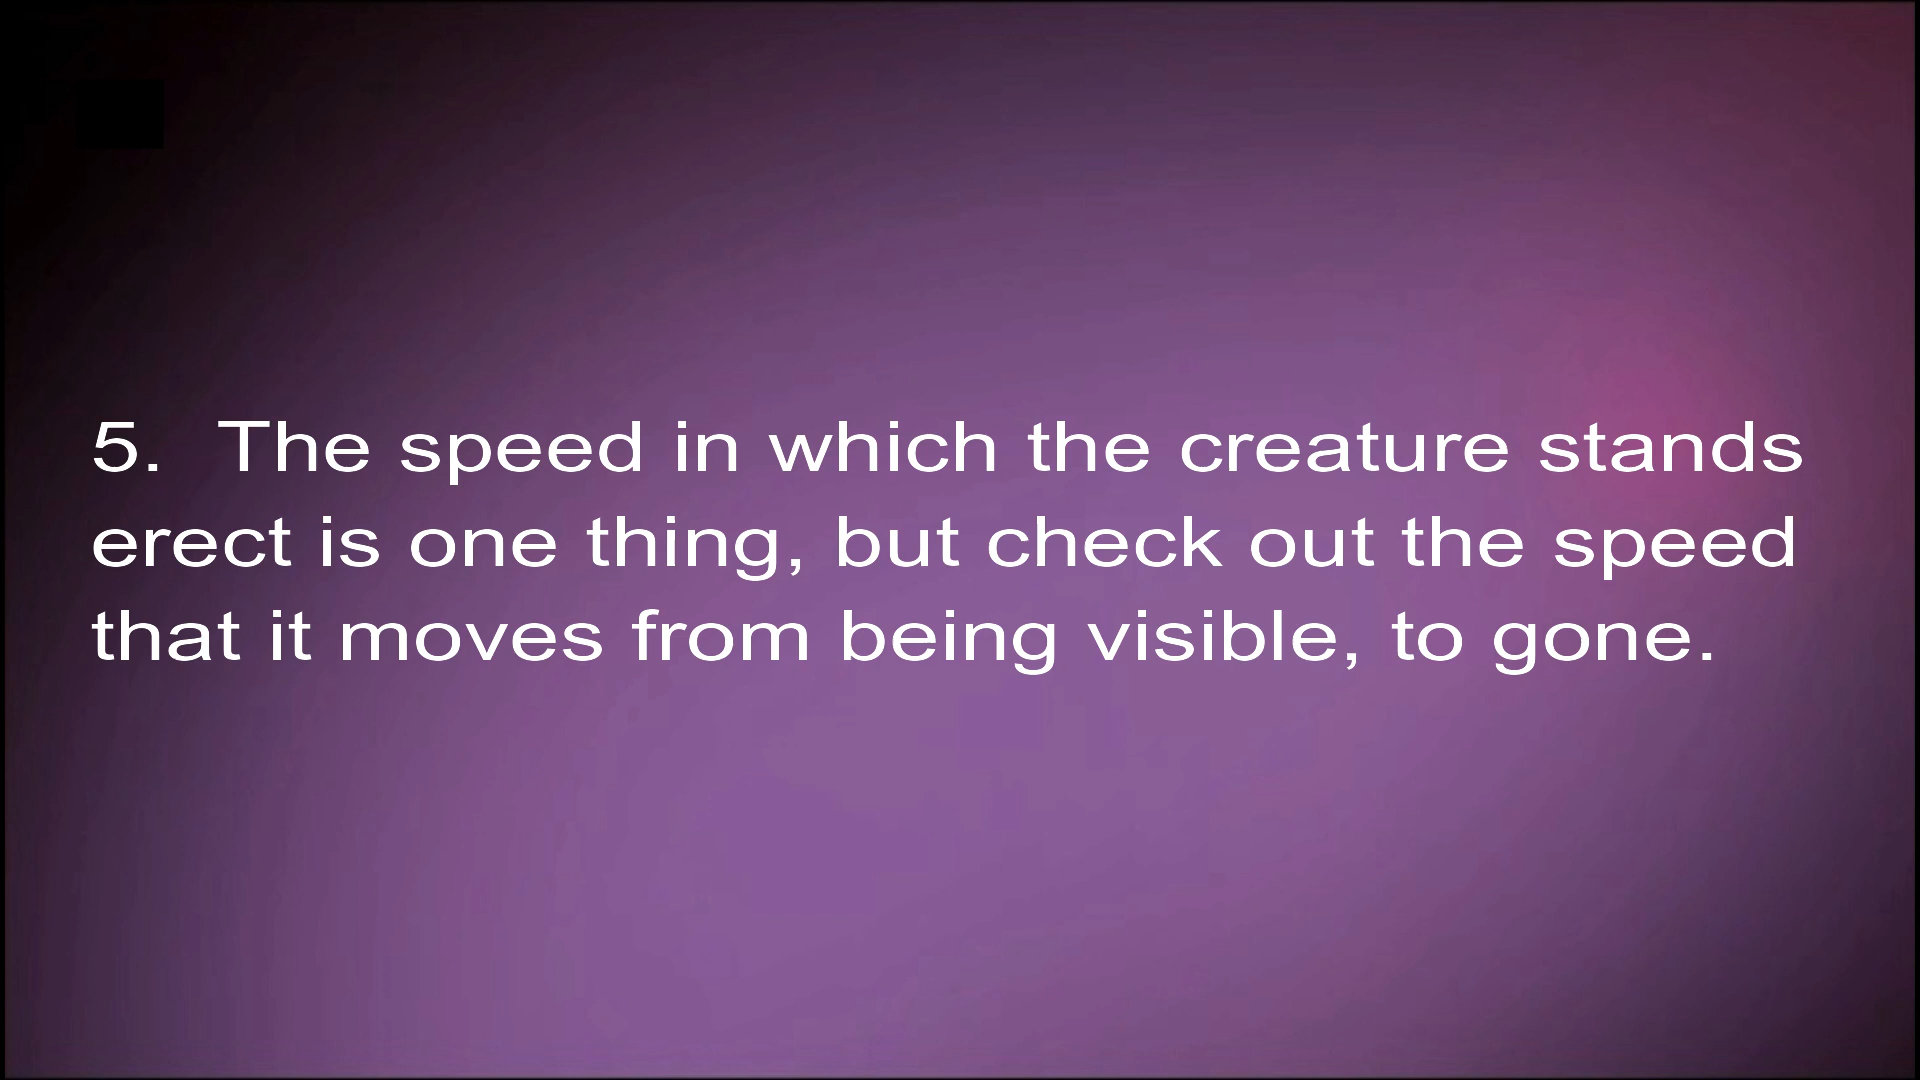 5.  The speed in which the creature stands
erect is one thing, but check out the speed
that it moves from being visible, to gone.